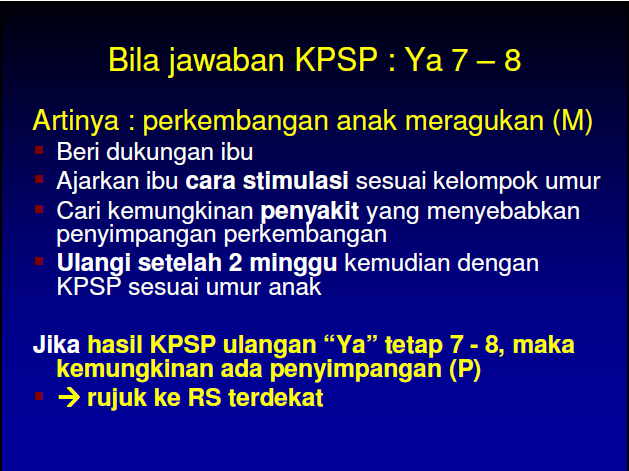 Bila jawaban KPSP : Ya 7 – 8
Artinya : perkembangan anak meragukan (M)
▪ Beri dukungan ibu
▪ Ajarkan ibu cara stimulasi sesuai kelompok umur
▪ Cari kemungkinan penyakit yang menyebabkan
penyimpangan perkembangan
▪ Ulangi setelah 2 minggu kemudian dengan
KPSP sesuai umur anak
Jika hasil KPSP ulangan “Ya” tetap 7 - 8, maka
kemungkinan ada penyimpangan (P)
▪ → rujuk ke RS terdekat